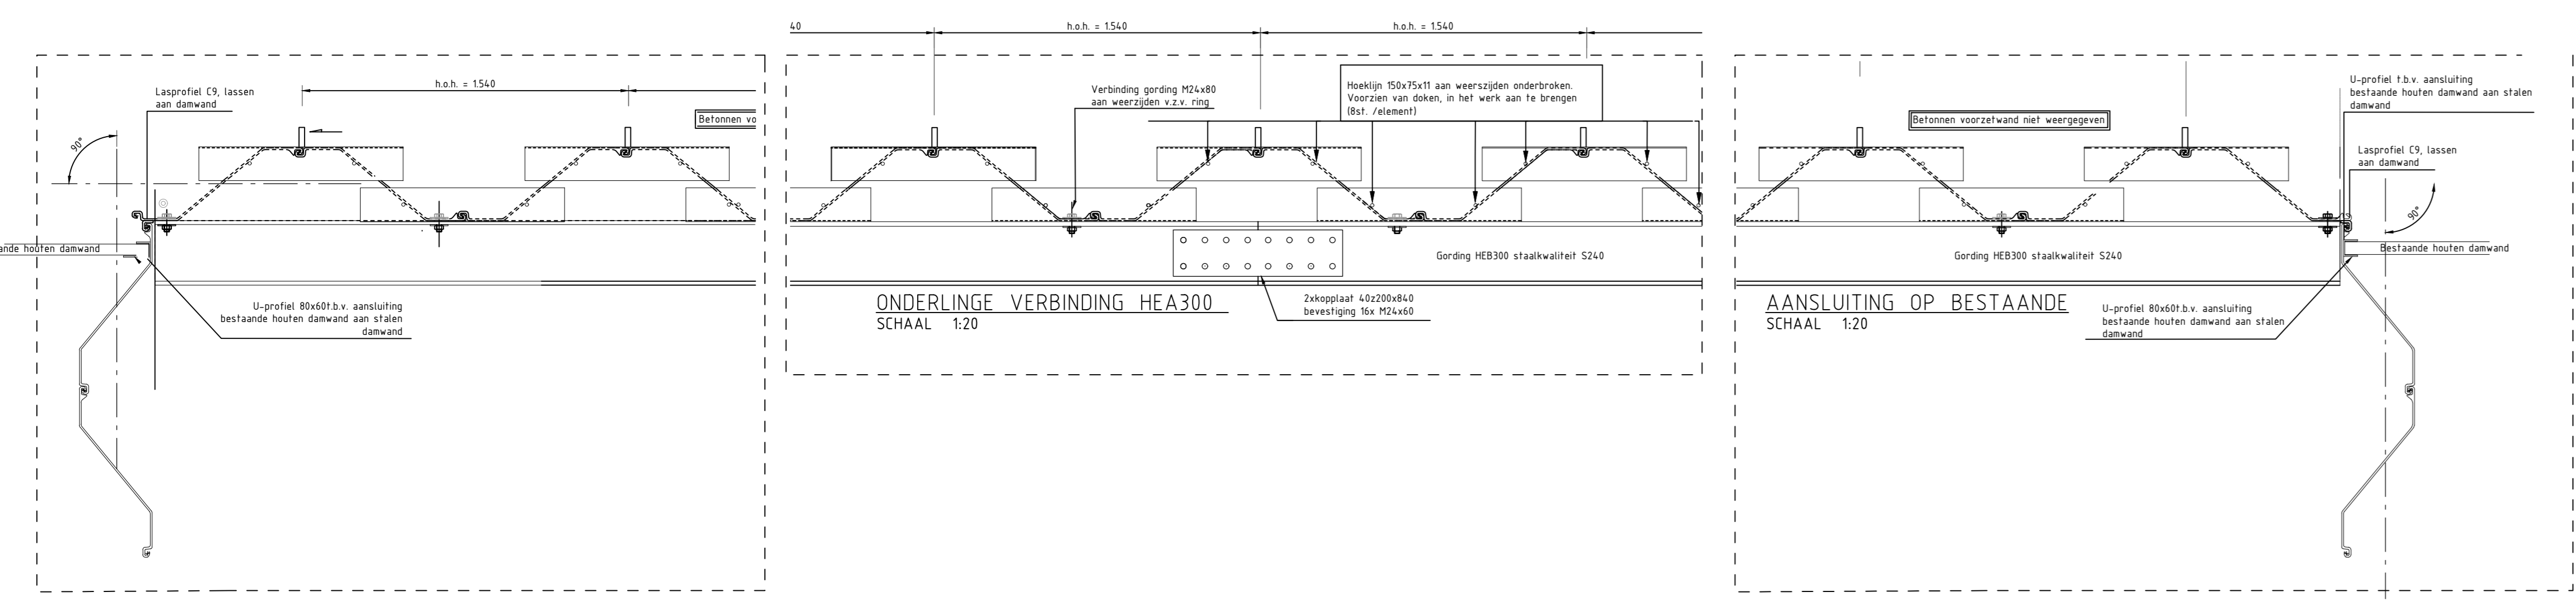 h.o.h. = 1.540
Lasprofiel C9, lassen
aan damwand
Betonnen vo
90°
ande houten damwand
U-profiel 80x60t.b.v. aansluiting
bestaande houten damwand aan stalen
damwand
40
h.o.h. = 1.540
h.o.h. = 1.540
Verbinding gording M24x80
aan weerzijden v.z.v. ring
Hoeklijn 150x75x11 aan weerszijden onderbroken.
Voorzien van doken, in het werk aan te brengen
(8st. /element)
Gording HEB300 staalkwaliteit S240
ONDERLINGE VERBINDING HEA300
SCHAAL 1:20
2xkopplaat 40z200x840
bevestiging 16x M24x60
U-profiel t.b.v. aansluiting
bestaande houten damwand aan stalen
damwand
Betonnen voorzetwand niet weergegeven
Lasprofiel C9, lassen
aan damwand
90°
Bestaande houten damwand
Gording HEB300 staalkwaliteit S240
AANSLUITING OP BESTAANDE
SCHAAL 1:20
U-profiel 80x60t.b.v. aansluiting
bestaande houten damwand aan stalen
damwand